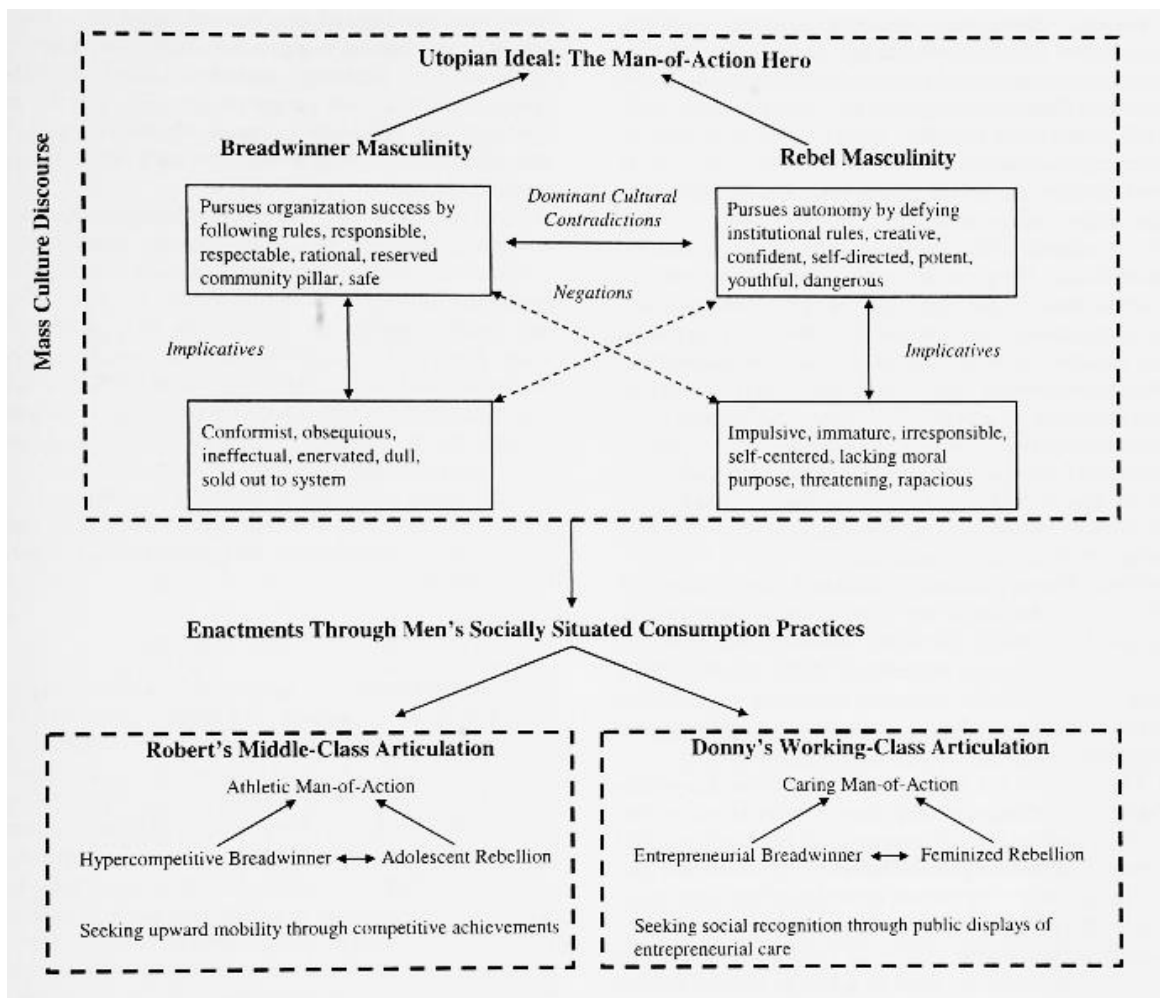 Utopian Ideal: The Man-of-Action Hero
Mass Culture Discourse
Breadwinner Masculinity
Rebel Masculinity
Pursues organization success by
following rules, responsible,
respectable, rational, reserved
community pillar, safe
Dominant Cultural
Contradictions
Pursues autonomy by defying
institutional rules, creative,
confident, self-directed, potent,
youthful, dangerous
Negations
Implicatives
Implicatives
Conformist, obsequious,
ineffectual, enervated, dull,
sold out to system
Impulsive, immature, irresponsible,
self-centered, lacking moral
purpose, threatening, rapacious
Enactments Through Men's Socially Situated Consumption Practices
Robert's Middle-Class Articulation
Athletic Man-of-Action
Hypercompetitive Breadwinner
Adolescent Rebellion
Seeking upward mobility through competitive achievements
Donny's Working-Class Articulation
Caring Man-of-Action
Entrepreneurial Breadwinner
Feminized Rebellion
Seeking social recognition through public displays of
entrepreneurial care